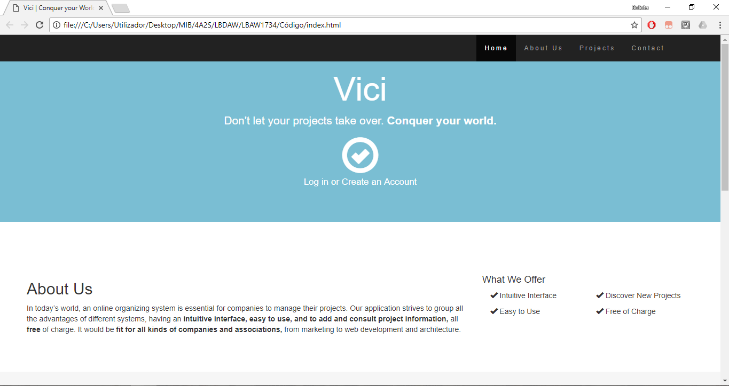 Vici | Conquer your World
file:///C:/Users/Utilizador/Desktop/MIB/4A2S/LBDAW/LBAW1734/Código/index.html
Home About Us Projects Contact
Vici
Don't let your projects take over. Conquer your world.
Log in or Create an Account
What We Offer
Intuitive Interface
Discover New Projects
Easy to Use
Free of Charge
About Us
In today's world, an online organizing system is essential for companies to manage their projects. Our application strives to group all
the advantages of different systems, having an intuitive interface, easy to use, and to add and consult project information, all
free of charge. It would be fit for all kinds of companies and associations, from marketing to web development and architecture.